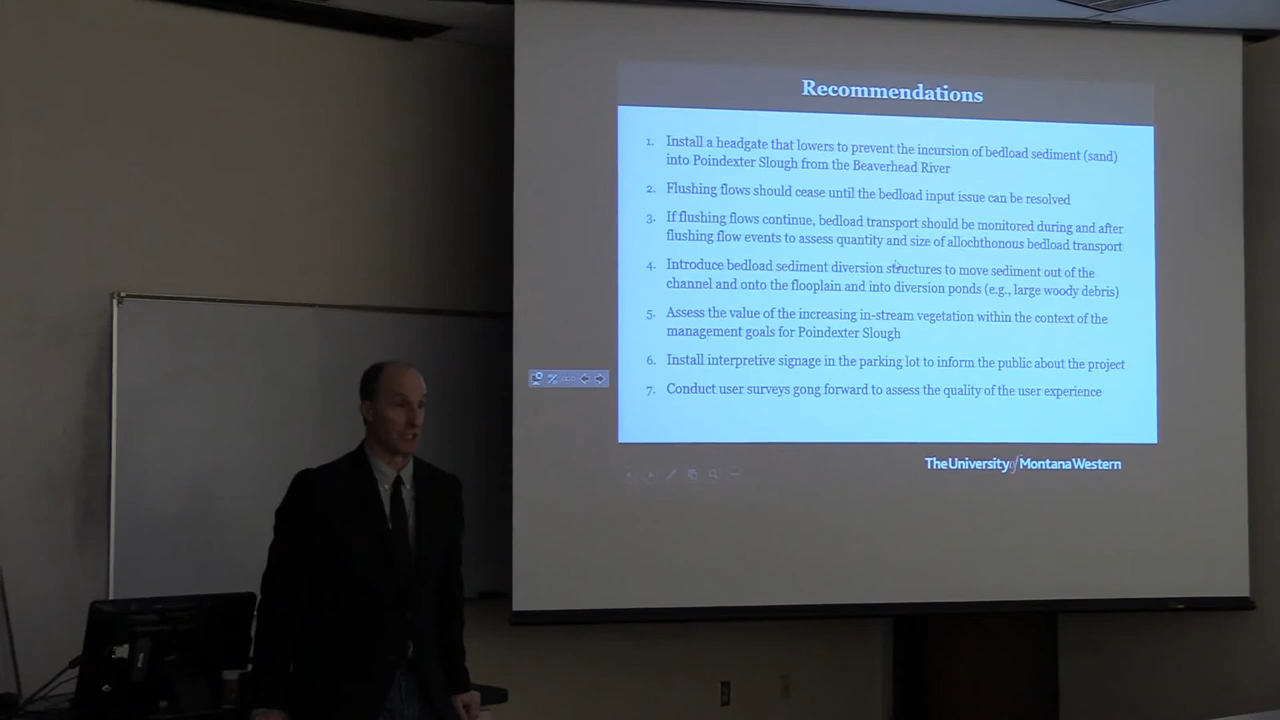 Recommendations
1. Install a headgate that lowers to prevent the incursion of bedload sediment (sand)
into Poindexter Slough from the Beaverhead River
2. Flushing flows should cease until the bedload input issue can be resolved
3. If flushing flows continue, bedload transport should be monitored during and after
flushing flow events to assess quantity and size of allochthonous bedload transport
4. Introduce bedload sediment diversion structures to move sediment out of the
channel and onto the flooplain and into diversion ponds (e.g., large woody debris)
5. Assess the value of the increasing in-stream vegetation within the context of the
management goals for Poindexter Slough
6. Install interpretive signage in the parking lot to inform the public about the project
7. Conduct user surveys gong forward to assess the quality of the user experience
The University of Montana Western